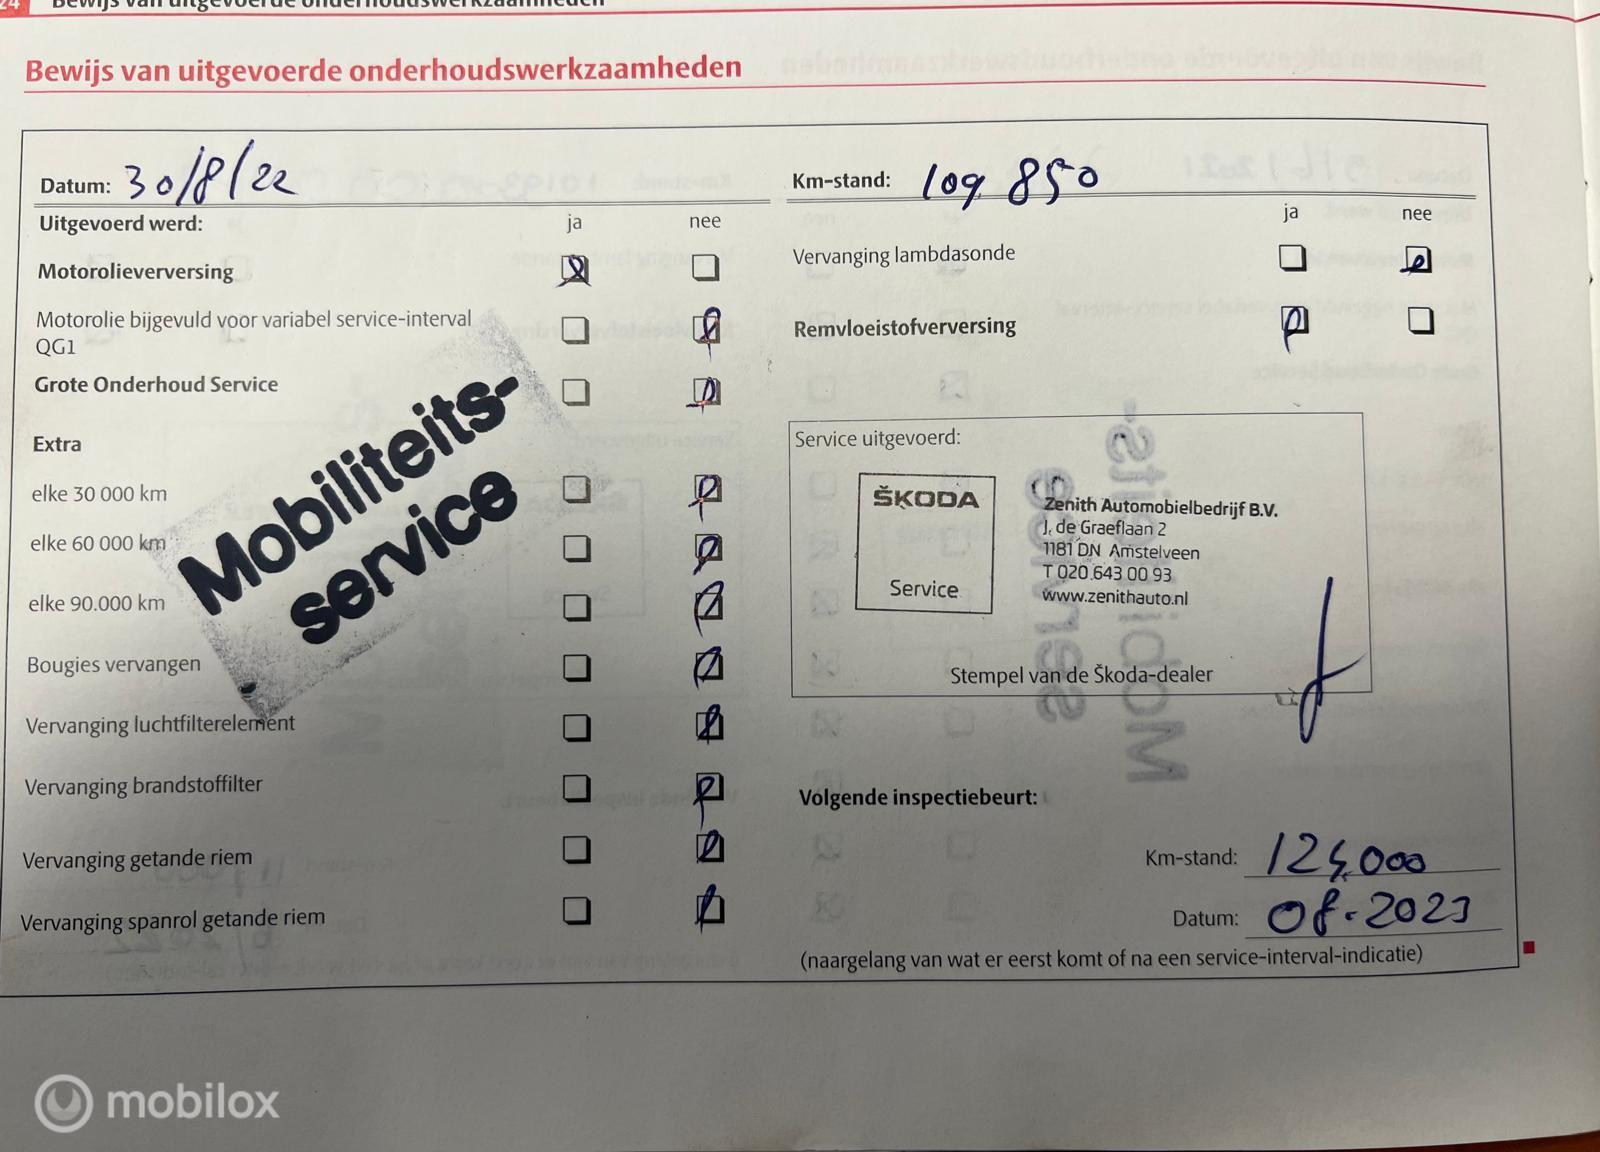 24 Bewijs van uitgevoerde onderhoudswerkzaamheden
Bewijs van uitgevoerde onderhoudswerkzaamheden
Datum: 30/8/22
Uitgevoerd werd: ja nee
Motorolieverversing
Motorolie bijgevuld voor variabel service-interval
QG1
Grote Onderhoud Service
Extra
elke 30 000 km
elke 60 000 km
elke 90.000 km
Bougies vervangen
Vervanging luchtfilterelement
Vervanging brandstoffilter
Vervanging getande riem
Vervanging spanrol getande riem
Mobiliteits-
service
Km-stand: 109 850
ja nee
Vervanging lambdasonde
Remvloeistofverversing
Service uitgevoerd:
ŠKODA
Service
Zenith Automobielbedrijf B.V.
J. de Graeflaan 2
1181 DN Amstelveen
T 020.643 00 93
www.zenithauto.nl
Stempel van de Škoda-dealer
Volgende inspectiebeurt:
Km-stand: 124.000
Datum: 08-2023
(naargelang van wat er eerst komt of na een service-interval-indicatie)
mobilox